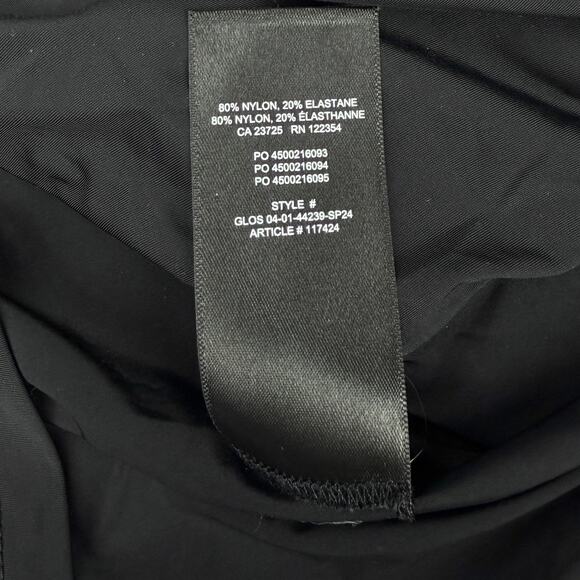 80% NYLON, 20% ELASTANE
80% NYLON, 20% ÉLASTHANNE
CA 23725 RN 122354
PO 4500216093
PO 4500216094
PO 4500216095
STYLE #
GLOS 04-01-44239-SP24
ARTICLE # 117424